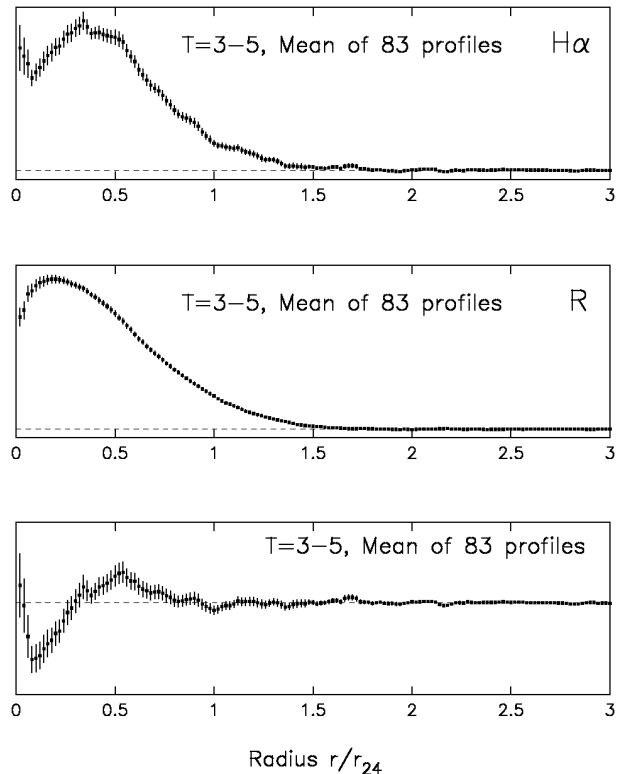 T=3−5, Mean of 83 profiles Hα
0 0.5 1 1.5 2 2.5 3
T=3−5, Mean of 83 profiles R
0 0.5 1 1.5 2 2.5 3
T=3−5, Mean of 83 profiles
0 0.5 1 1.5 2 2.5 3
Radius r/r24